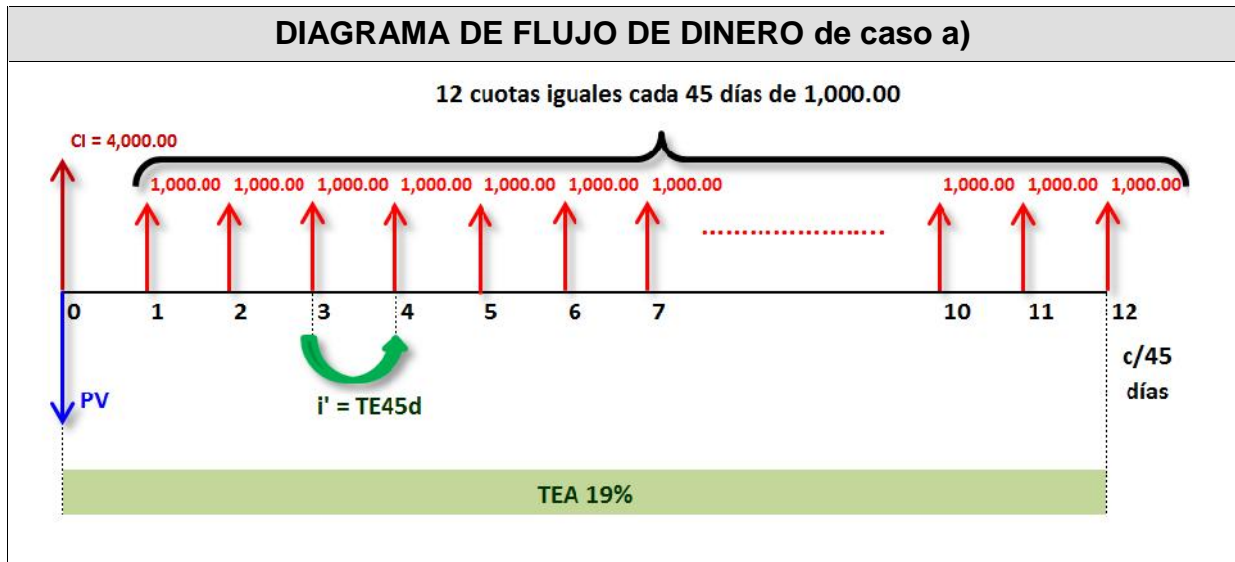 DIAGRAMA DE FLUJO DE DINERO de caso a)
12 cuotas iguales cada 45 días de 1,000.00
CI = 4,000.00
1,000.00 1,000.00 1,000.00 1,000.00 1,000.00 1,000.00 1,000.00 1,000.00 1,000.00 1,000.00
........................
0 1 2 3 4 5 6 7 10 11 12
c/45
días
PV
i' = TE45d
TEA 19%